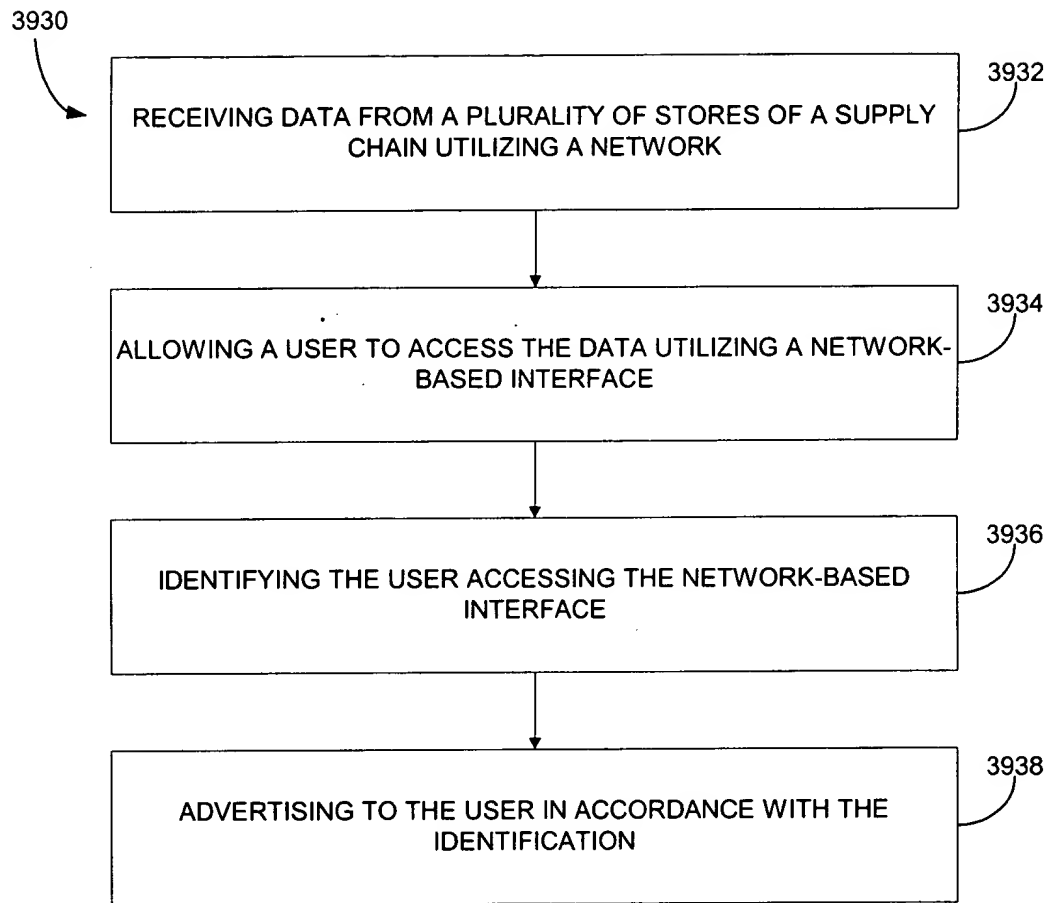 3930
3932
RECEIVING DATA FROM A PLURALITY OF STORES OF A SUPPLY
CHAIN UTILIZING A NETWORK
3934
ALLOWING A USER TO ACCESS THE DATA UTILIZING A NETWORK-
BASED INTERFACE
3936
IDENTIFYING THE USER ACCESSING THE NETWORK-BASED
INTERFACE
3938
ADVERTISING TO THE USER IN ACCORDANCE WITH THE
IDENTIFICATION